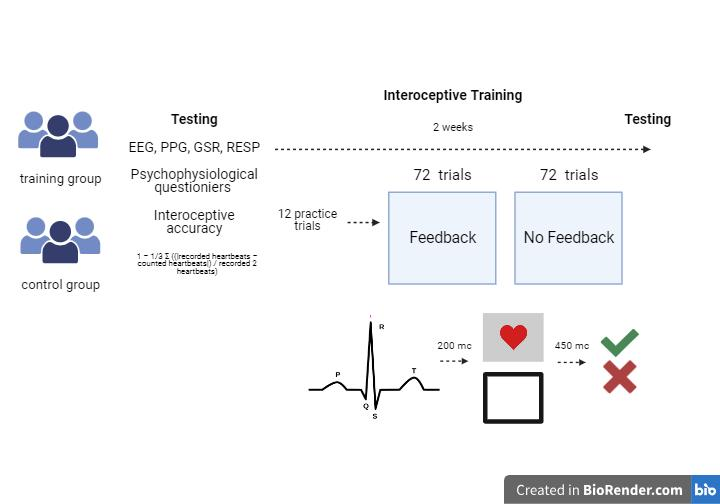 Interoceptive Training
Testing
2 weeks
Testing
EEG, PPG, GSR, RESP
training group
Psychophysiological
questioniers
72 trials
72 trials
Interoceptive
accuracy
12 practice
trials
Feedback
No Feedback
1 – 1/3 Σ ((|recorded heartbeats –
counted heartbeats|) / recorded 2
heartbeats)
control group
R
P
T
Q
S
200 mc
450 mc
Created in BioRender.com
bio